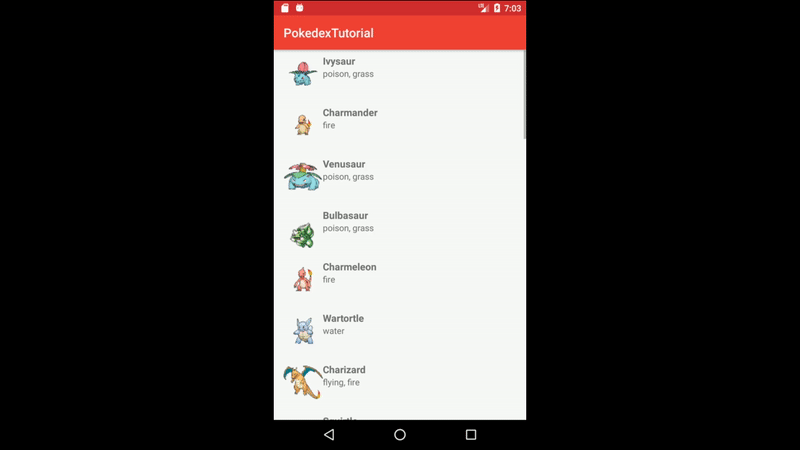 7:03
PokedexTutorial
Ivysaur
poison, grass
Charmander
fire
Venusaur
poison, grass
Bulbasaur
poison, grass
Charmeleon
fire
Wartortle
water
Charizard
flying, fire